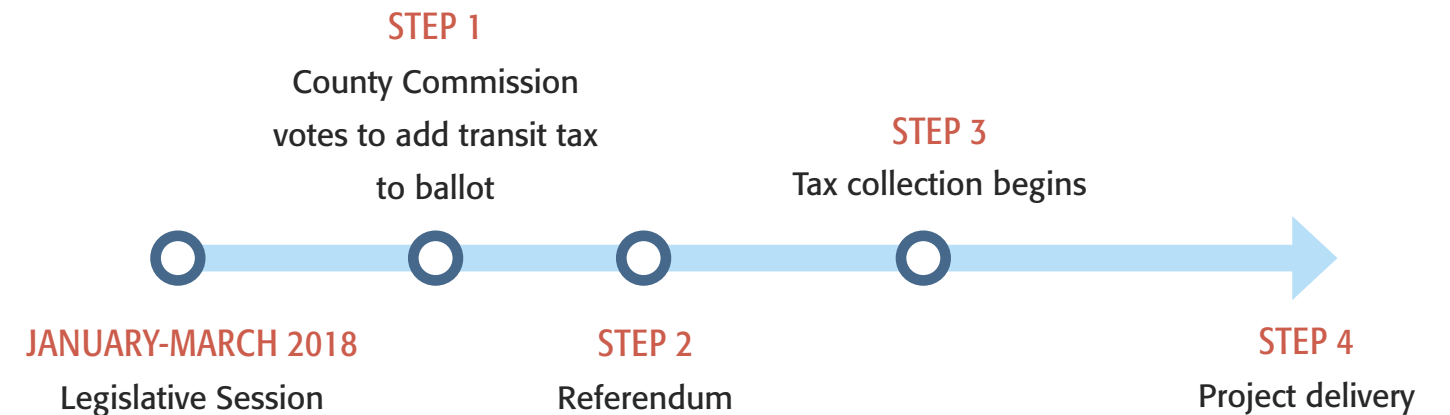 STEP 1
County Commission
votes to add transit tax
to ballot
STEP 3
Tax collection begins
JANUARY-MARCH 2018
Legislative Session
STEP 2
Referendum
STEP 4
Project delivery